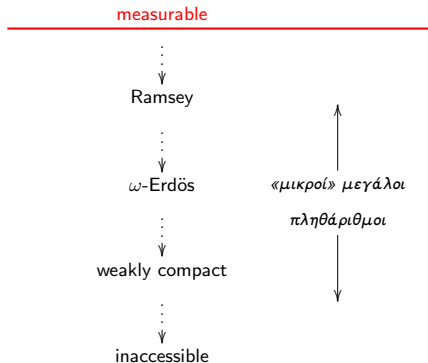 measurable
Ramsey
ω-Erdös
«μικροί» μεγάλοι
πληθάριθμοι
weakly compact
inaccessible